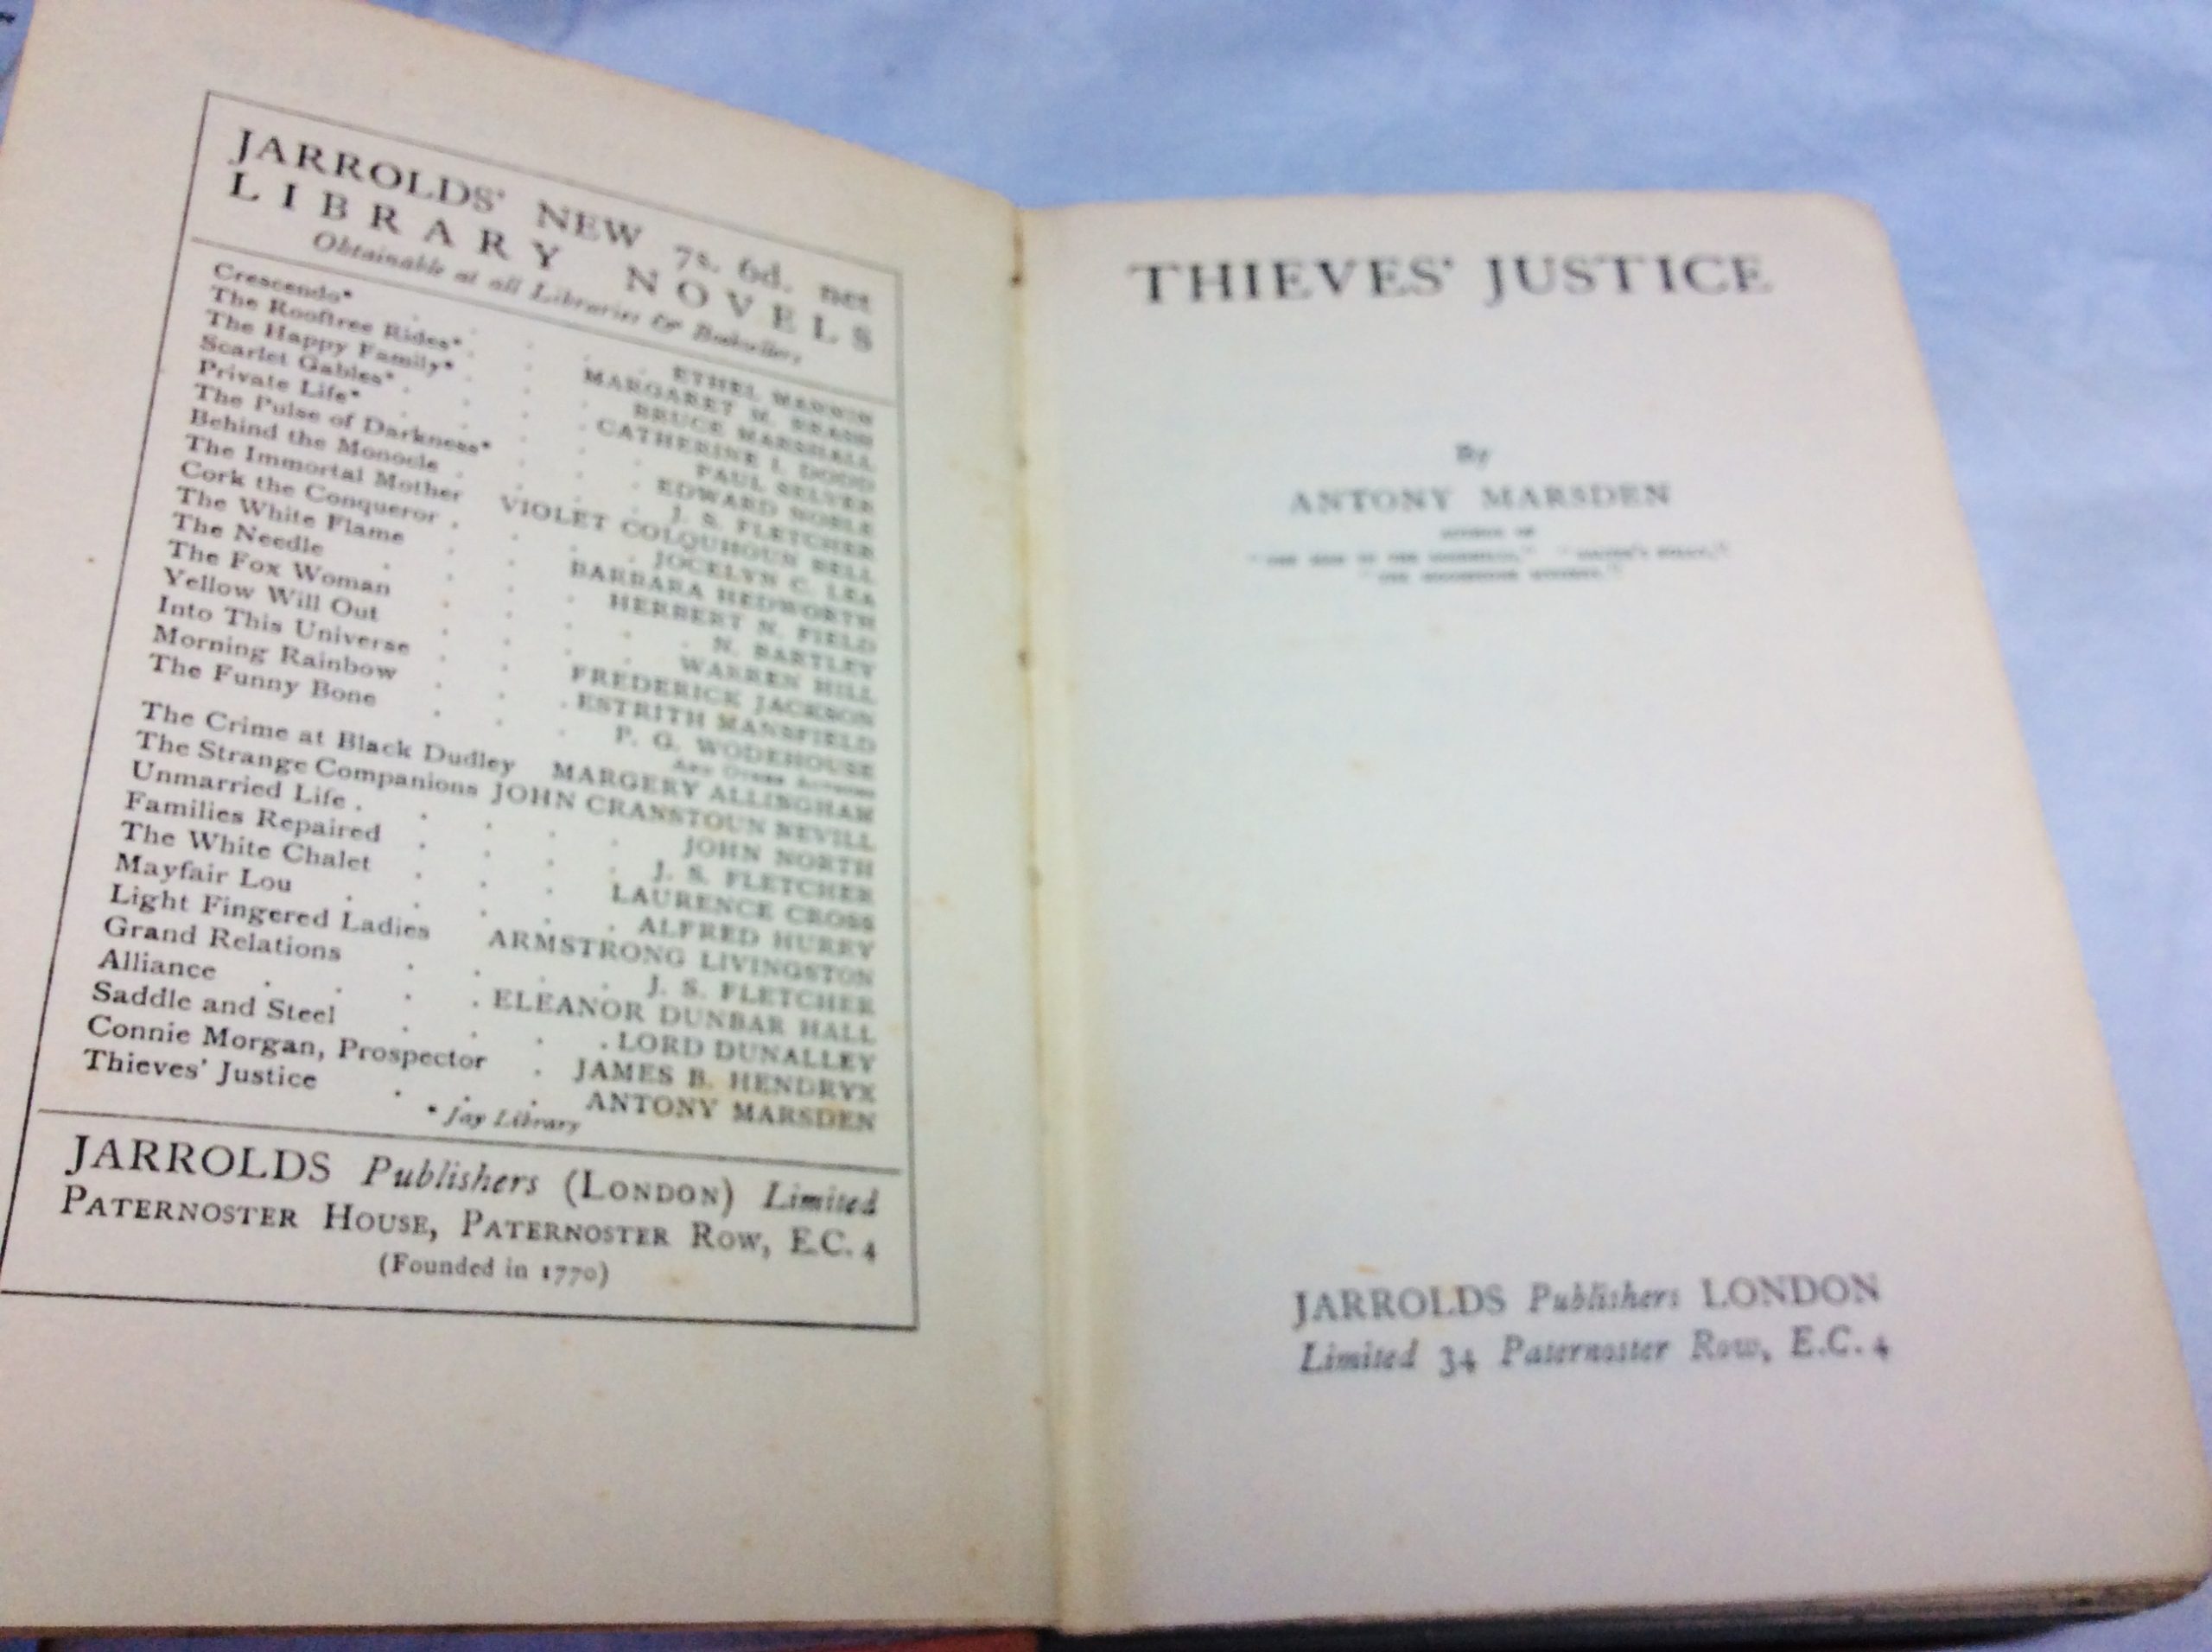 JARROLDS' NEW 7s. 6d. net
LIBRARY NOVELS
Obtainable at all Libraries & Booksellers
Crescendo* . . . ETHEL MANNIN
The Rooftree Rides* . . MARGARET M. BRASH
The Happy Family* . . . BRUCE MARSHALL
Scarlet Gables* . . . CATHERINE I. DODD
Private Life* . . . PAUL SELVER
The Pulse of Darkness* . . . EDWARD NOBLE
Behind the Monocle . . . J. S. FLETCHER
The Immortal Mother VIOLET COLQUHOUN BELL
Cork the Conqueror . . . JOCELYN C. LEA
The White Flame . . BARBARA HEDWORTH
The Needle . . . HERBERT N. FIELD
The Fox Woman . . . N. BARTLEY
Yellow Will Out . . . WARREN HILL
Into This Universe . . FREDERICK JACKSON
Morning Rainbow . . ESTRITH MANSFIELD
The Funny Bone . . . P. G. WODEHOUSE
And Other Authors
The Crime at Black Dudley MARGERY ALLINGHAM
The Strange Companions JOHN CRANSTOUN NEVILL
Unmarried Life . . . . JOHN NORTH
Families Repaired . . . J. S. FLETCHER
The White Chalet . . . LAURENCE CROSS
Mayfair Lou . . . . ALFRED HURRY
Light Fingered Ladies ARMSTRONG LIVINGSTON
Grand Relations . . . . J. S. FLETCHER
Alliance . . . . ELEANOR DUNBAR HALL
Saddle and Steel . . . . LORD DUNALLEY
Connie Morgan, Prospector . JAMES B. HENDRYX
Thieves' Justice . . . ANTONY MARSDEN
* Jay Library
JARROLDS Publishers (LONDON) Limited
PATERNOSTER HOUSE, PATERNOSTER ROW, E.C. 4
(Founded in 1770)
THIEVES' JUSTICE
By
ANTONY MARSDEN
AUTHOR OF
JARROLDS Publishers LONDON
Limited 34 Paternoster Row, E.C. 4